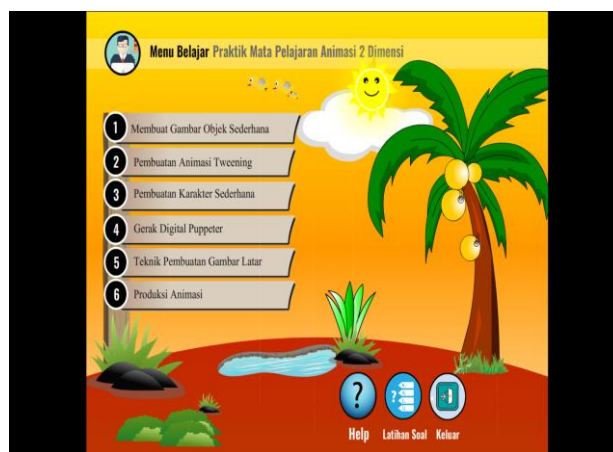 Menu Belajar Praktik Mata Pelajaran Animasi 2 Dimensi
1 Membuat Gambar Objek Sederhana
2 Pembuatan Animasi Tweening
3 Pembuatan Karakter Sederhana
4 Gerak Digital Puppeter
5 Teknik Pembuatan Gambar Latar
6 Produksi Animasi
?
?
Help Latihan Soal Keluar